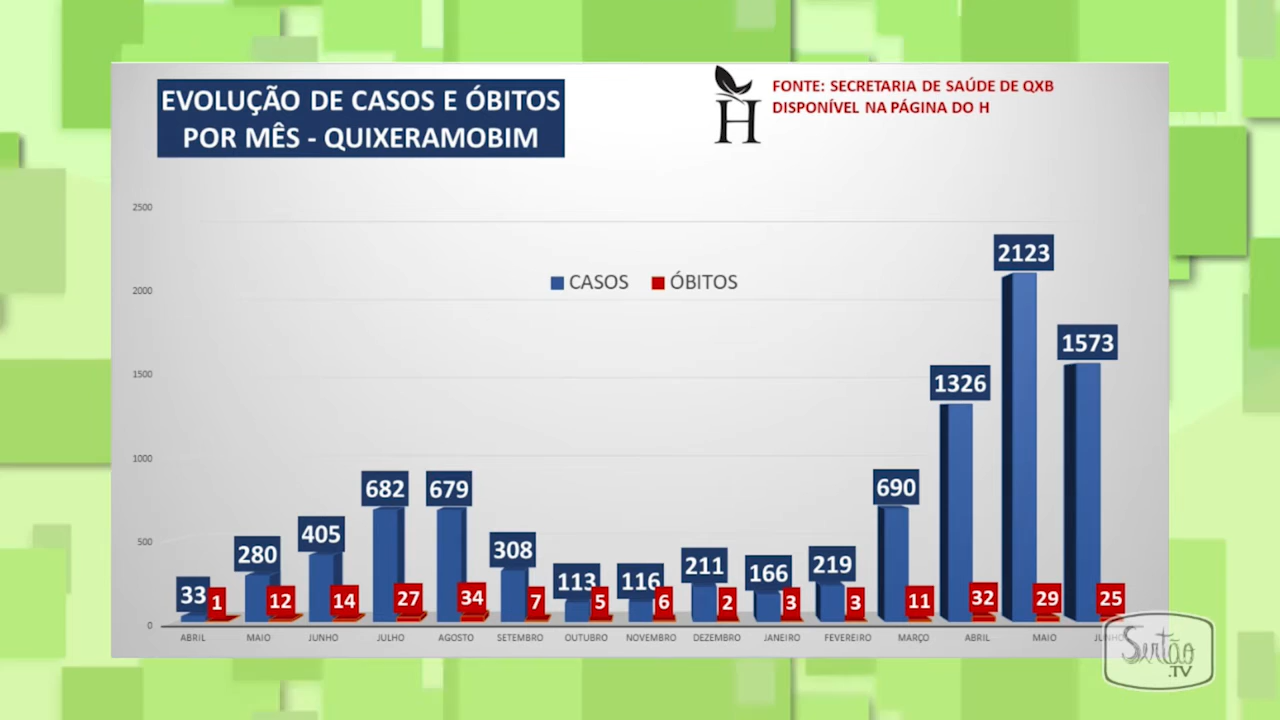 EVOLUÇÃO DE CASOS E ÓBITOS
POR MÊS - QUIXERAMOBIM
H
FONTE: SECRETARIA DE SAÚDE DE QXB
DISPONÍVEL NA PÁGINA DO H
2500
2000
1500
1000
500
0
CASOS ÓBITOS
33 280 405 682 679 308 113 116 211 166 219 690 1326 2123 1573
1 12 14 27 34 7 5 6 2 3 3 11 32 29 25
ABRIL MAIO JUNHO JULHO AGOSTO SETEMBRO OUTUBRO NOVEMBRO DEZEMBRO JANEIRO FEVEREIRO MARÇO ABRIL MAIO JUNHO
Sertão
.TV